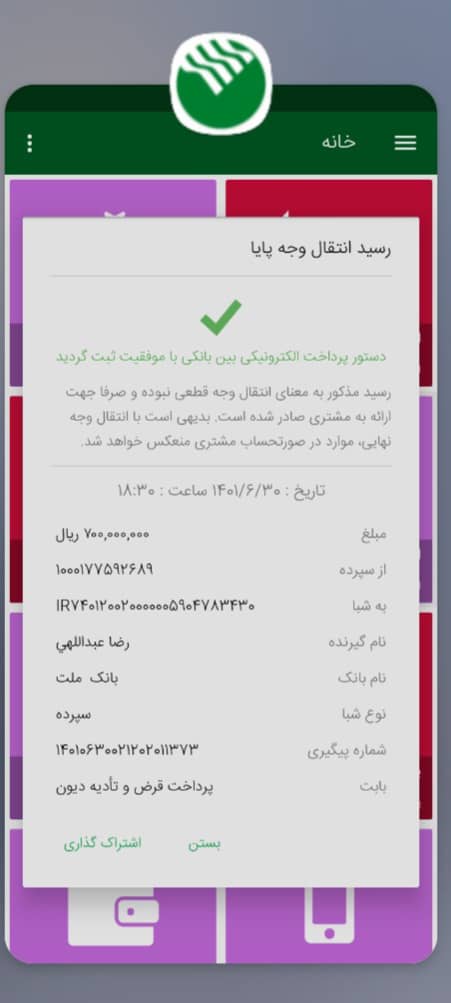 خانه
رسید انتقال وجه پایا
دستور پرداخت الکترونیکی بین بانکی با موفقیت ثبت گردید
رسید مذکور به معنای انتقال وجه قطعی نبوده و صرفا جهت
ارائه به مشتری صادر شده است. بدیهی است با انتقال وجه
نهایی، موارد در صورتحساب مشتری منعکس خواهد شد.
تاریخ : ۱۴۰۱/۶/۳۰ ساعت : ۱۸:۳۰
مبلغ ۷۰۰,۰۰۰,۰۰۰ ریال
از سپرده ۱۰۰۰۱۷۷۵۹۲۶۸۹
به شبا IR۷۴۰۱۲۰۰۲۰۰۰۰۰۰۵۹۰۴۷۸۳۴۳۰
نام گیرنده رضا عبداللهي
نام بانک بانک ملت
نوع شبا سپرده
شماره پیگیری ۱۴۰۱۰۶۳۰۰۲۱۲۰۲۰۱۱۳۷۳
بابت پرداخت قرض و تأدیه دیون
بستن اشتراک گذاری